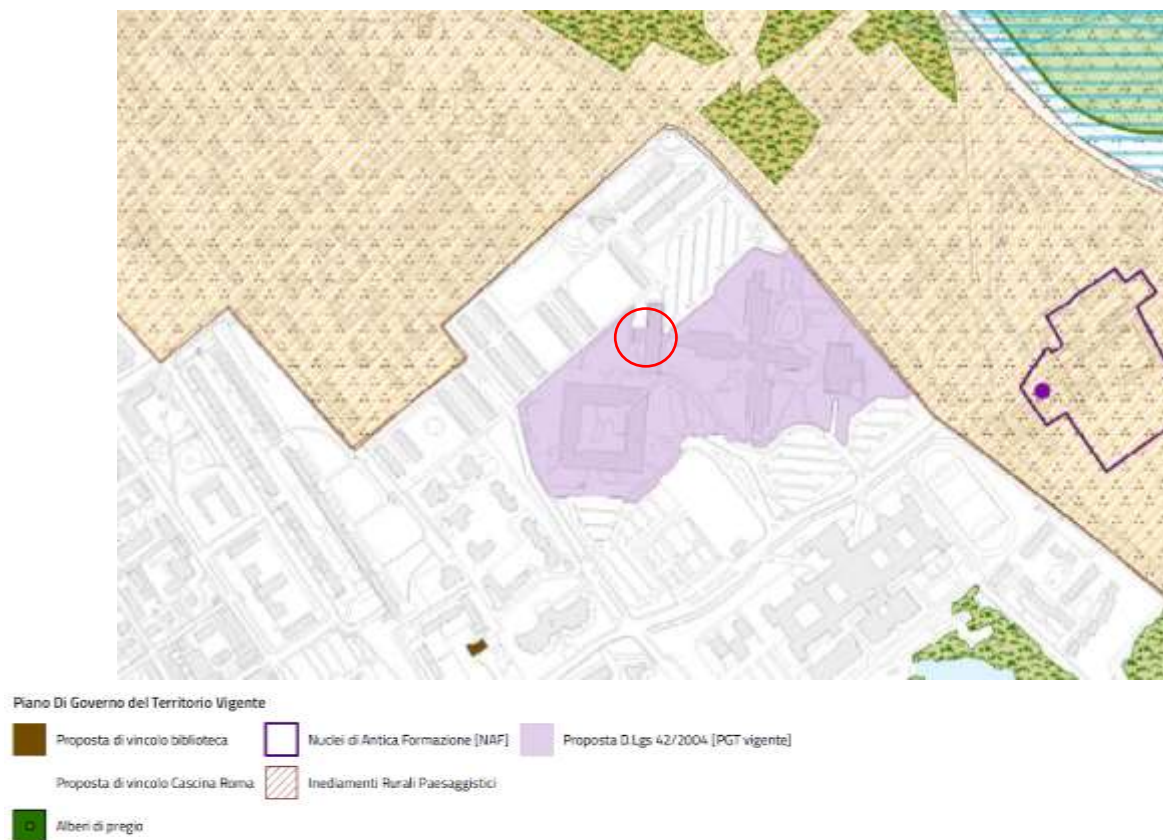 Piano Di Governo del Territorio Vigente
Proposta di vincolo biblioteca
Nuclei di Antica Formazione [NAF]
Proposta D.Lgs 42/2004 [PGT vigente]
Proposta di vincolo Cascina Roma
Inediamenti Rurali Paesaggistici
Alberi di pregio